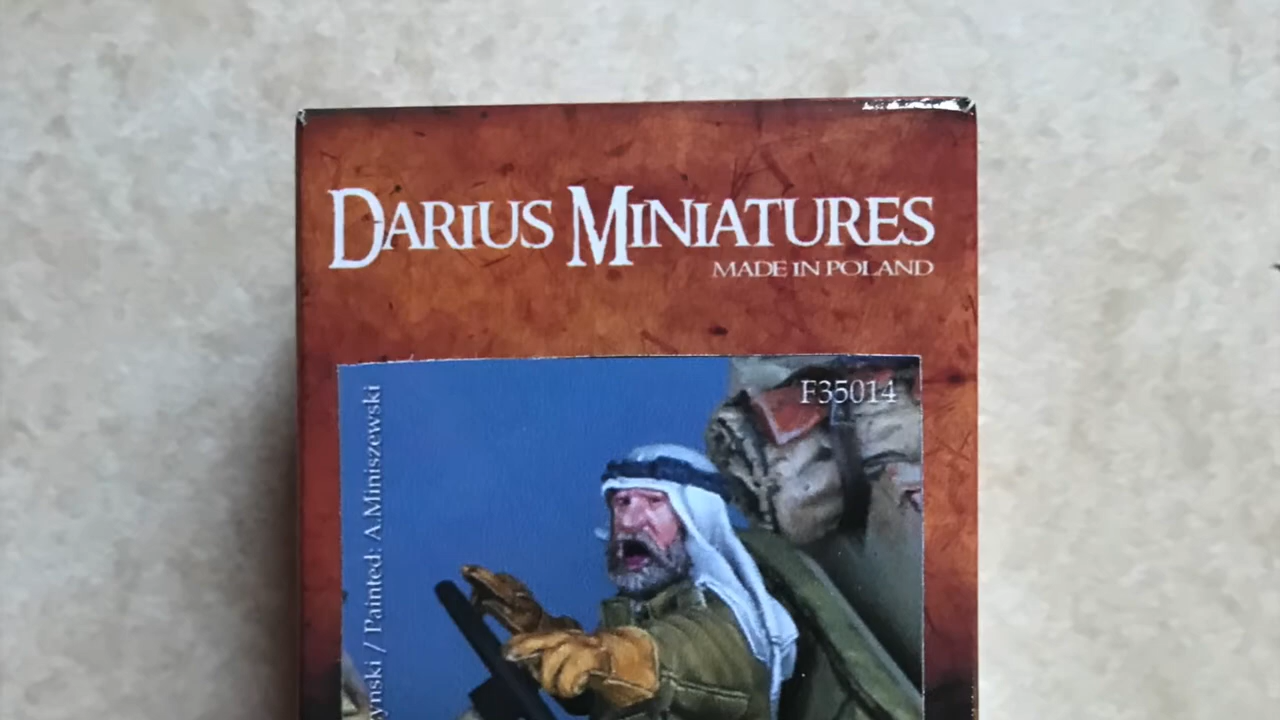 DARIUS MINIATURES
MADE IN POLAND
F35014
/ Painted: A.Miniszewski